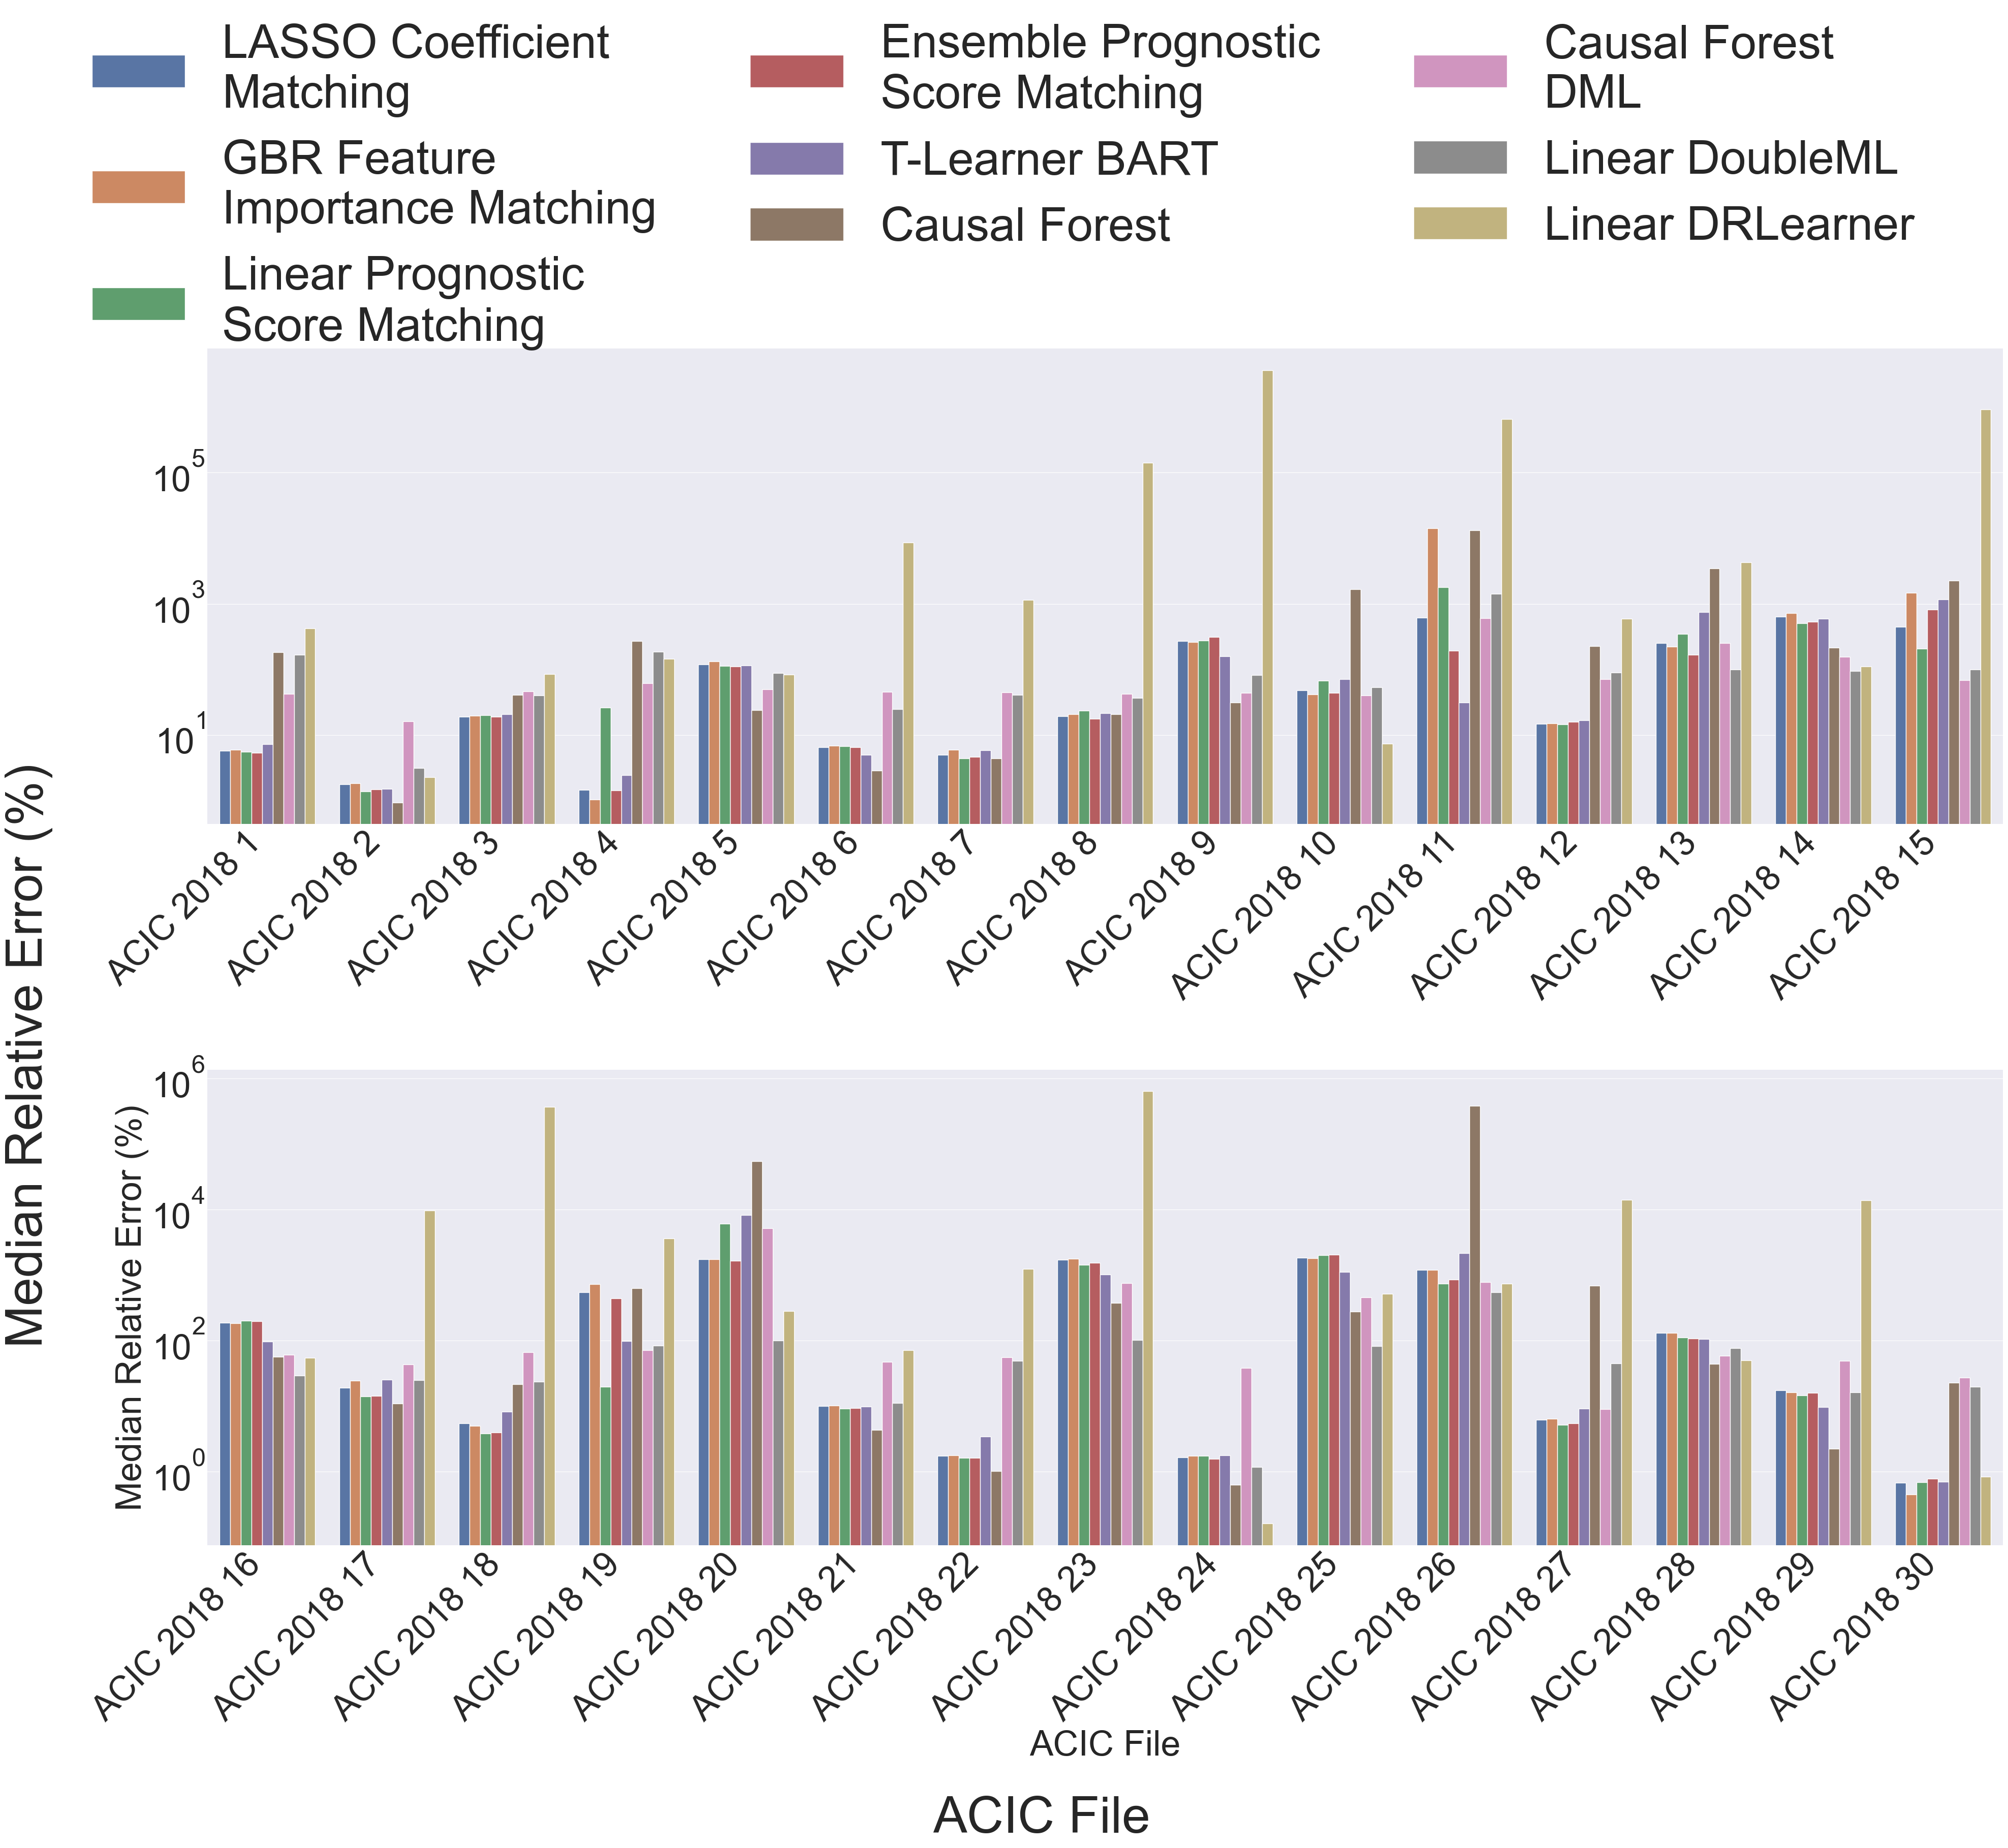 LASSO Coefficient
Matching
GBR Feature
Importance Matching
Linear Prognostic
Score Matching
Ensemble Prognostic
Score Matching
T-Learner BART
Causal Forest
Causal Forest
DML
Linear DoubleML
Linear DRLearner
Median Relative Error (%)
10^5
10^3
10^1
ACIC 2018 1
ACIC 2018 2
ACIC 2018 3
ACIC 2018 4
ACIC 2018 5
ACIC 2018 6
ACIC 2018 7
ACIC 2018 8
ACIC 2018 9
ACIC 2018 10
ACIC 2018 11
ACIC 2018 12
ACIC 2018 13
ACIC 2018 14
ACIC 2018 15
Median Relative Error (%)
10^6
10^4
10^2
10^0
ACIC 2018 16
ACIC 2018 17
ACIC 2018 18
ACIC 2018 19
ACIC 2018 20
ACIC 2018 21
ACIC 2018 22
ACIC 2018 23
ACIC 2018 24
ACIC 2018 25
ACIC 2018 26
ACIC 2018 27
ACIC 2018 28
ACIC 2018 29
ACIC 2018 30
ACIC File
ACIC File